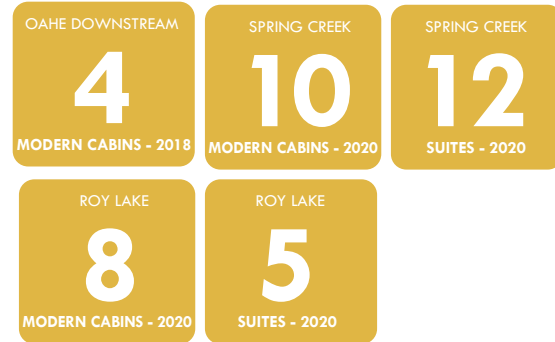 OAHE DOWNSTREAM
4
MODERN CABINS - 2018
SPRING CREEK
10
MODERN CABINS - 2020
SPRING CREEK
12
SUITES - 2020
ROY LAKE
8
MODERN CABINS - 2020
ROY LAKE
5
SUITES - 2020